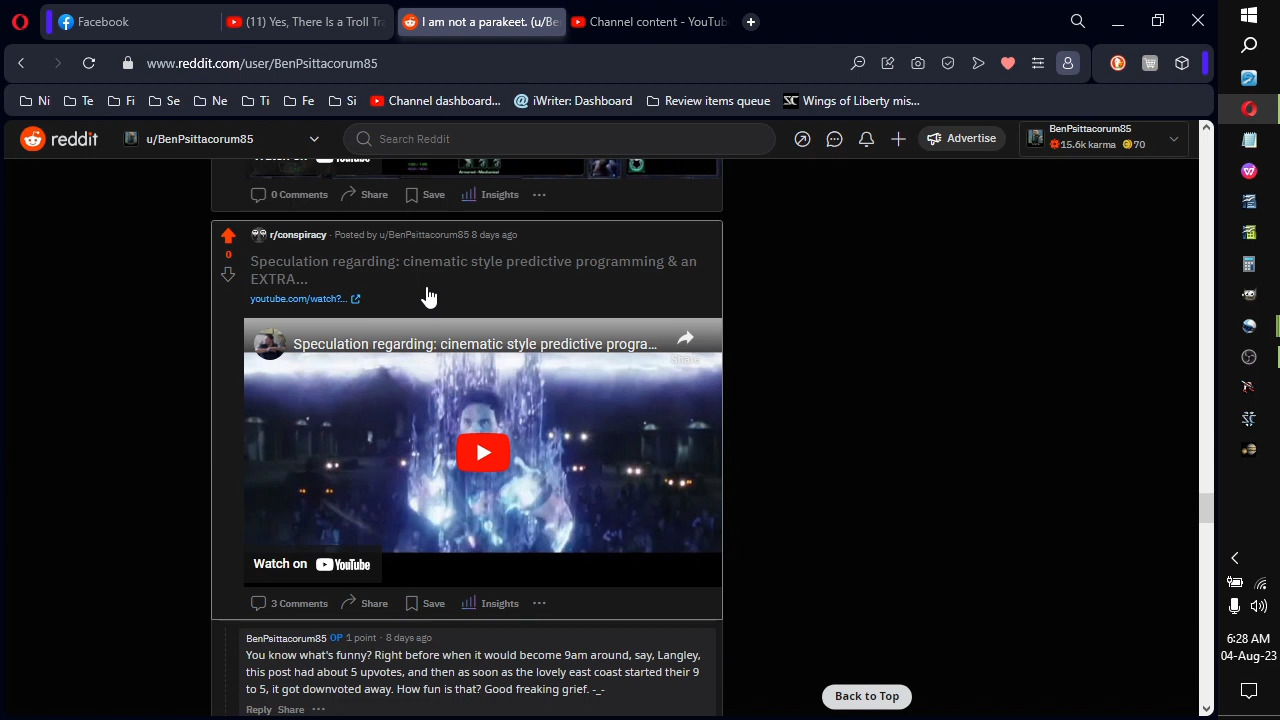 Facebook
(11) Yes, There Is a Troll Tr
I am not a parakeet. (u/Be
Channel content - YouTub
www.reddit.com/user/BenPsittacorum85
Ni Te Fi Se Ne Ti Fe Si Channel dashboard... iWriter: Dashboard Review items queue Wings of Liberty mis...
reddit u/BenPsittacorum85 Search Reddit Advertise BenPsittacorum85
15.6k karma 70
0 Comments Share Save Insights
r/conspiracy · Posted by u/BenPsittacorum85 8 days ago
0
Speculation regarding: cinematic style predictive programming & an
EXTRA...
youtube.com/watch?...
Speculation regarding: cinematic style predictive progra...
Share
Watch on YouTube
3 Comments Share Save Insights
BenPsittacorum85 OP 1 point · 8 days ago
You know what's funny? Right before when it would become 9am around, say, Langley,
this post had about 5 upvotes, and then as soon as the lovely east coast started their 9
to 5, it got downvoted away. How fun is that? Good freaking grief. -_-
Reply Share
Back to Top
6:28 AM
04-Aug-23